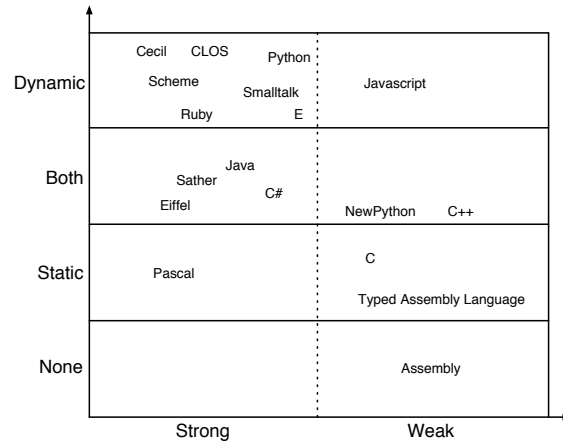 Cecil CLOS Python
Dynamic Scheme Javascript
Smalltalk
Ruby E
Java
Both Sather
C#
Eiffel NewPython C++
C
Static Pascal
Typed Assembly Language
None Assembly
Strong Weak